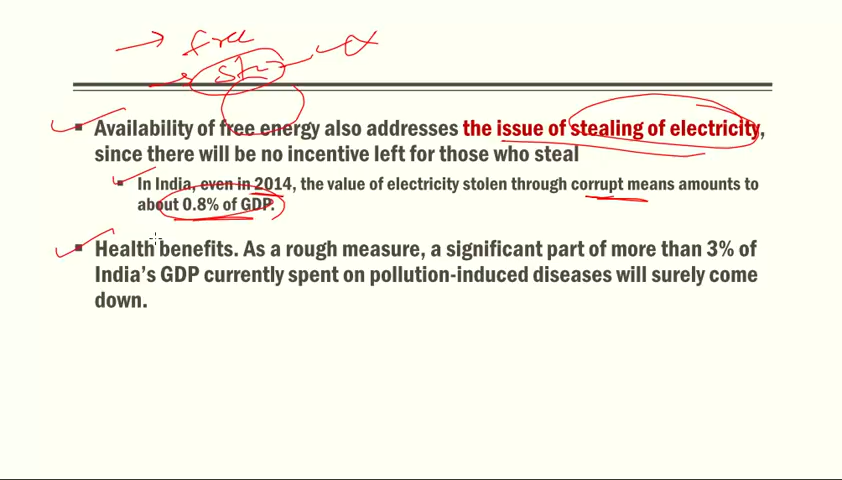 free
Availability of free energy also addresses the issue of stealing of electricity,
since there will be no incentive left for those who steal
In India, even in 2014, the value of electricity stolen through corrupt means amounts to
about 0.8% of GDP.
Health benefits. As a rough measure, a significant part of more than 3% of
India's GDP currently spent on pollution-induced diseases will surely come
down.